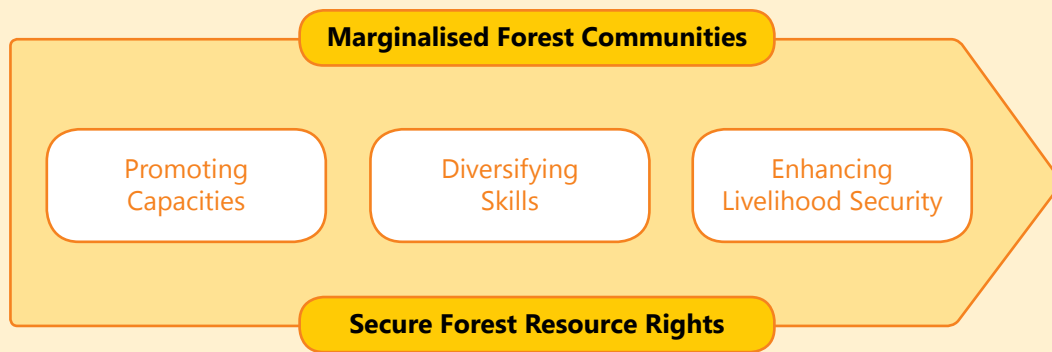 Marginalised Forest Communities
Promoting
Capacities
Diversifying
Skills
Enhancing
Livelihood Security
Secure Forest Resource Rights